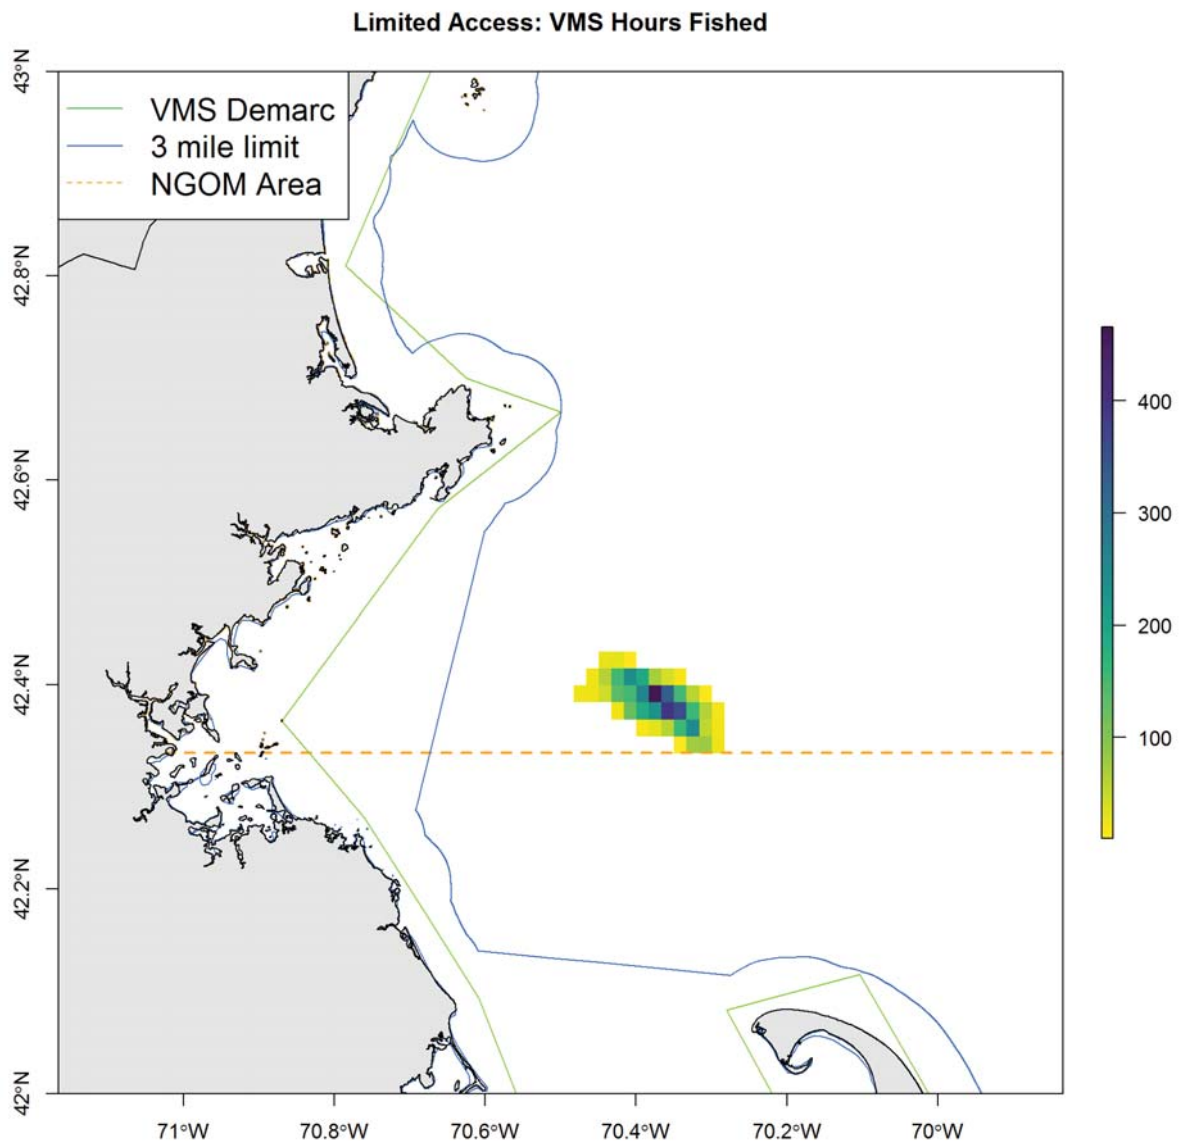 Limited Access: VMS Hours Fished
VMS Demarc
3 mile limit
NGOM Area
43°N
42.8°N
42.6°N
42.4°N
42.2°N
42°N
71°W
70.8°W
70.6°W
70.4°W
70.2°W
70°W
400
300
200
100